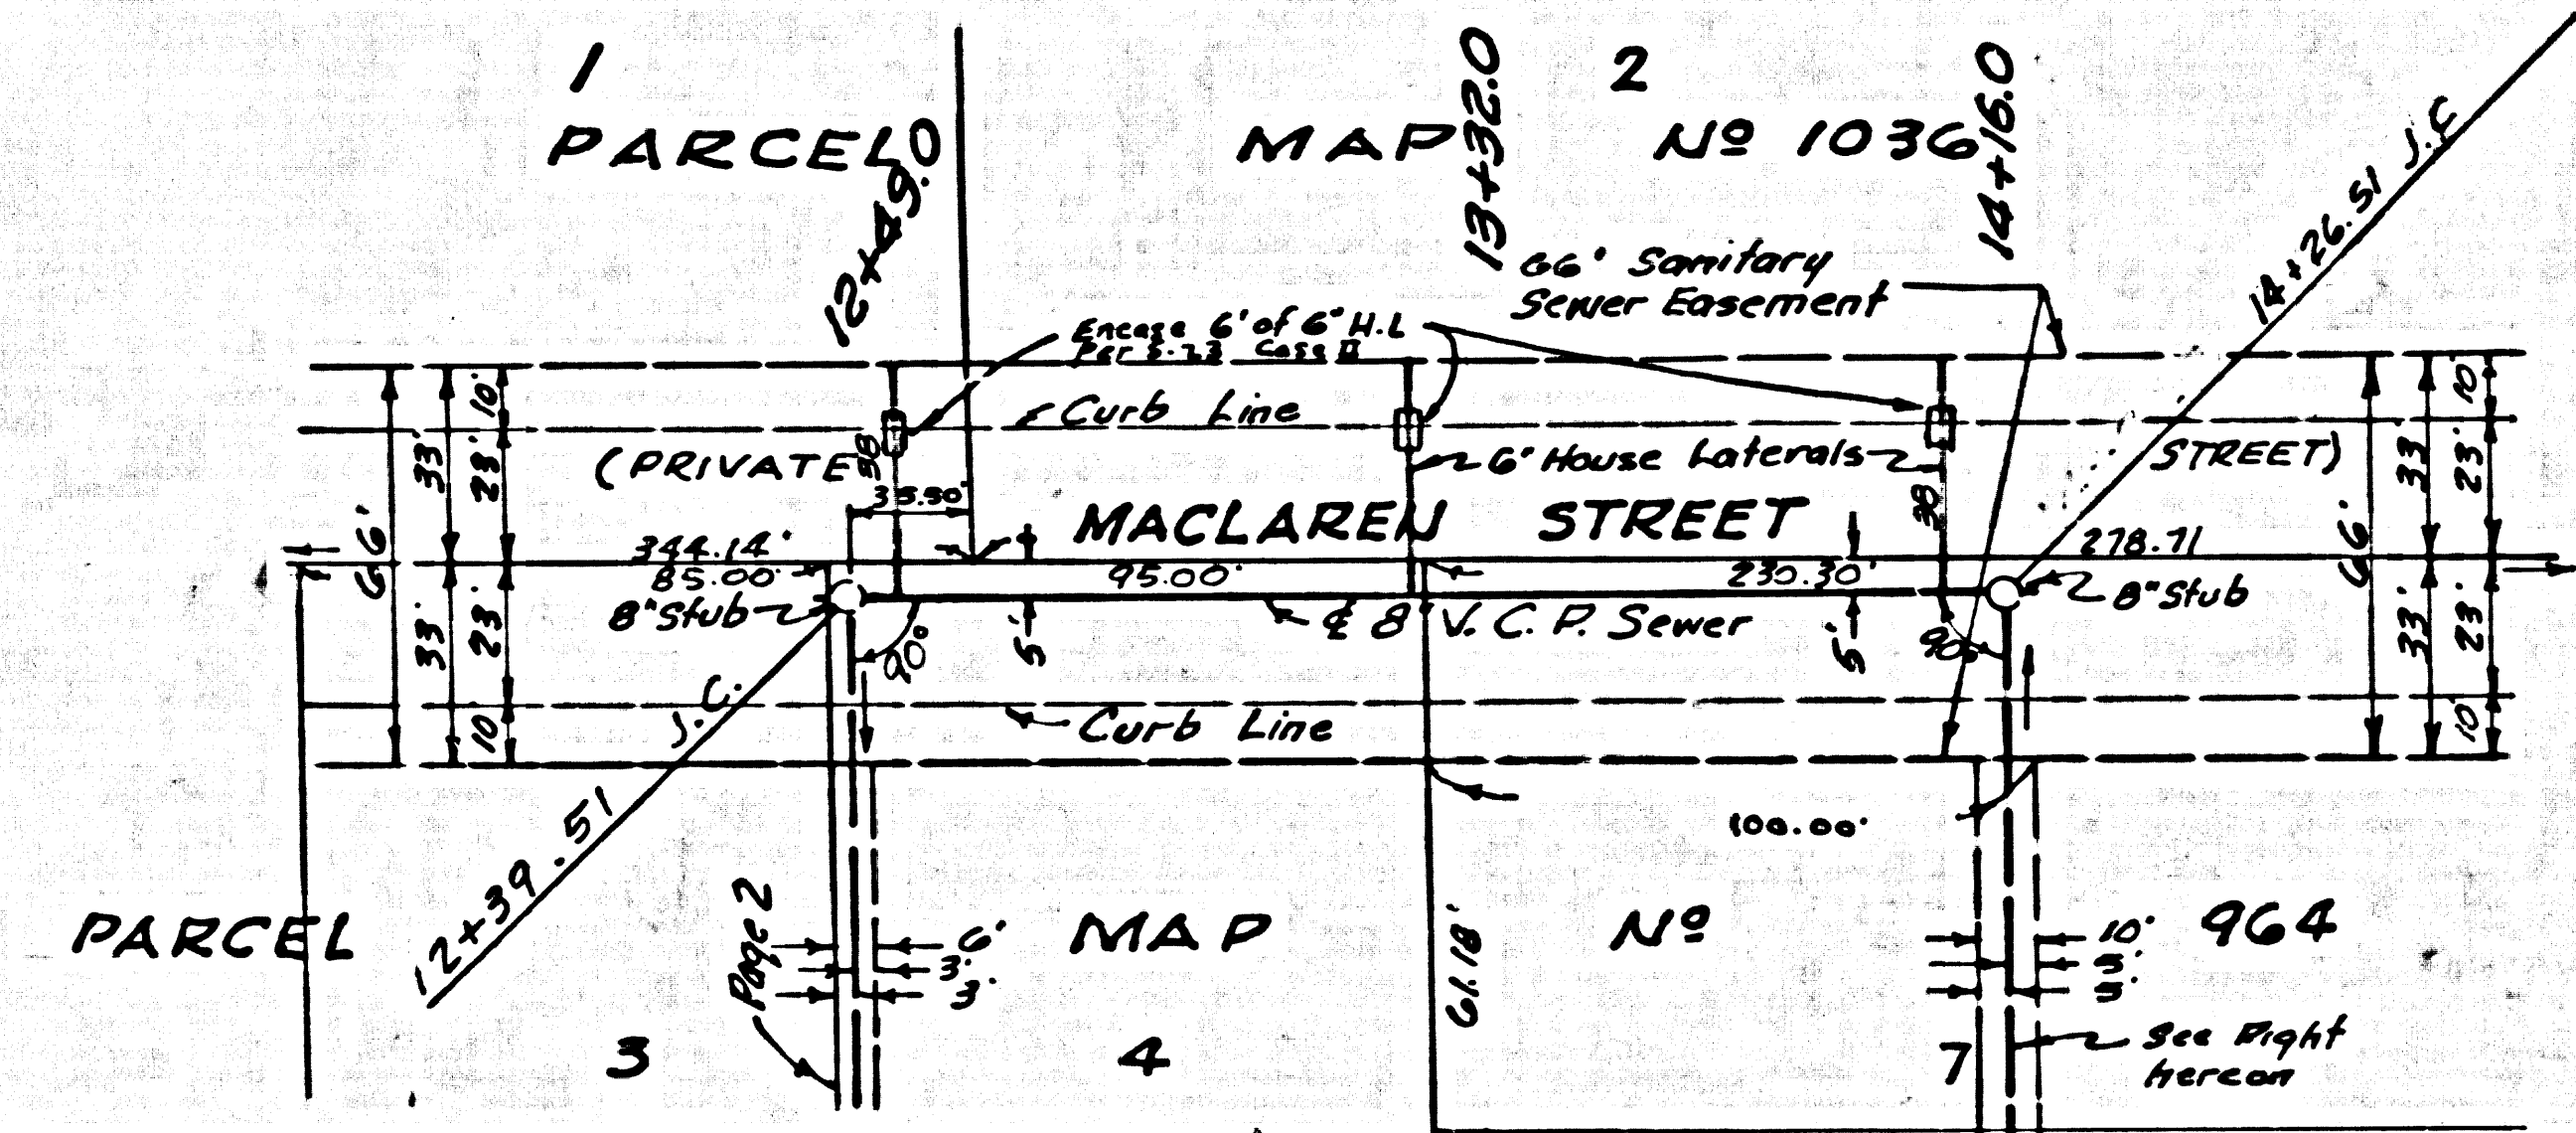 1
2
PARCEL
MAP
Nº 1036
12+49.0
13+32.0
14+16.0
14+26.51 J.C
66' Sanitary
Sewer Easement
Encase 6' of 6" H.L
Per S-23 Case II
10'
33'
23'
66'
Curb Line
(PRIVATE
STREET)
6" House Laterals
35.50'
38
MACLAREN STREET
344.14'
85.00'
95.00'
230.30'
278.71
8" Stub
8" Stub
℄ 8" V. C. P. Sewer
90°
5'
5'
90°
33'
23'
10
Curb Line
J.C.
12+39.51
10'
33'
23'
66'
33'
23'
10'
100.00'
PARCEL
MAP
Nº
964
Page 2
6'
3'
3'
61.18'
10'
5'
5'
3
4
7
See Right
hereon